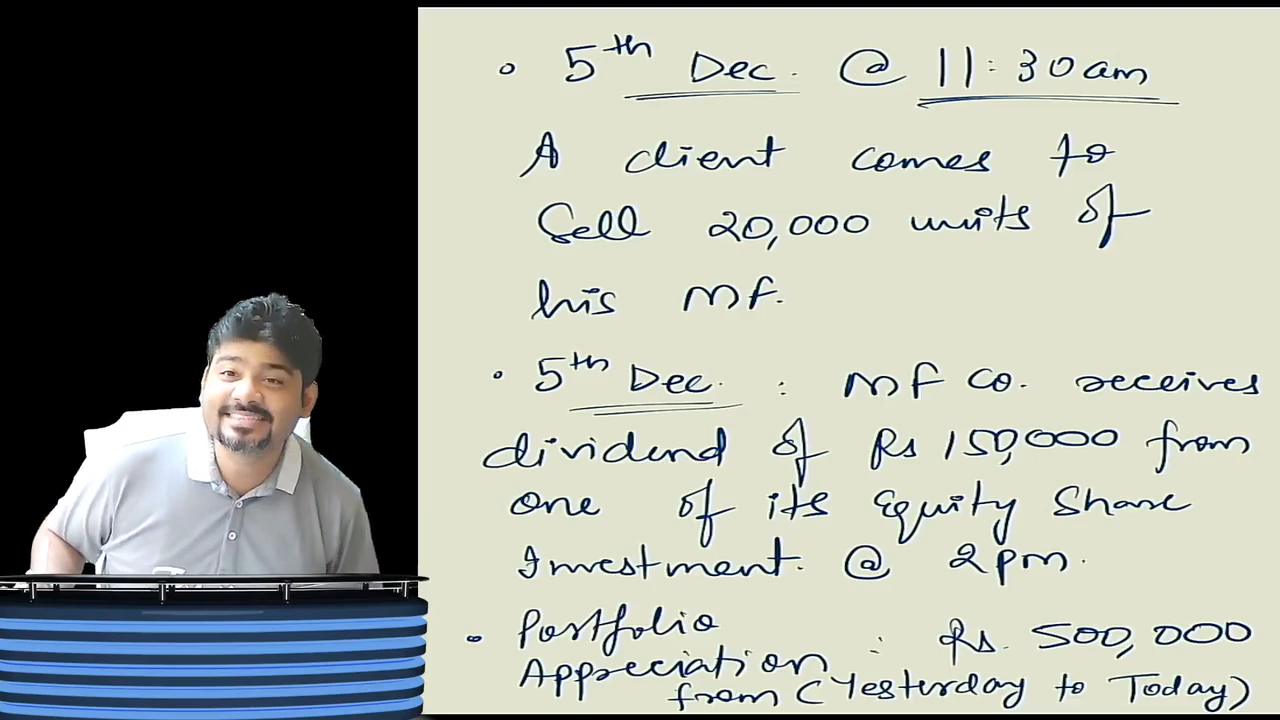 • 5th Dec. @ 11:30am
A client comes to
Sell 20,000 units of
his MF.
• 5th Dec. : MF Co. receives
dividend of Rs 150,000 from
one of its Equity Share
Investment. @ 2pm.
• Portfolio : Rs. 500,000
Appreciation
from (Yesterday to Today)